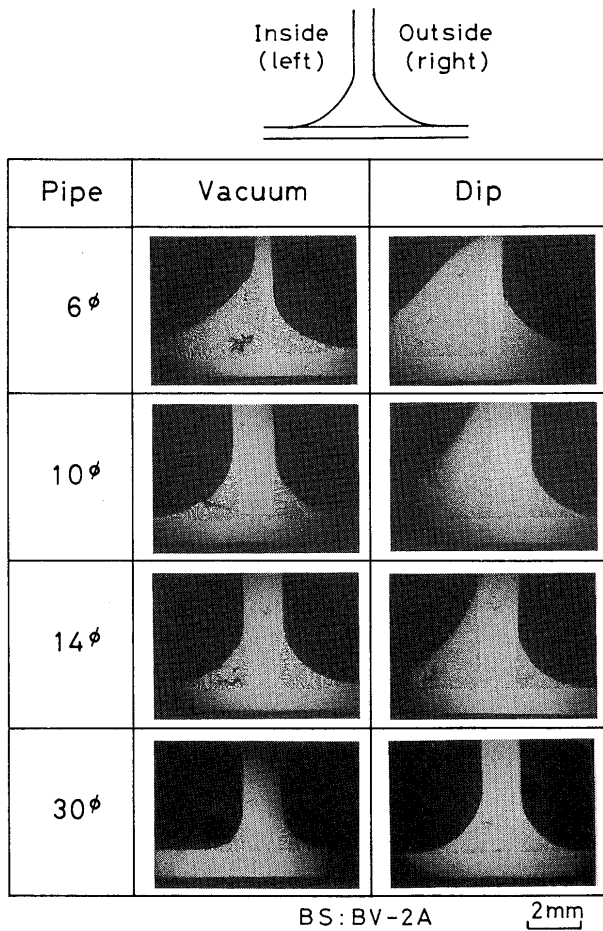 Inside Outside
(left) (right)
Pipe Vacuum Dip
6φ
10φ
14φ
30φ
BS:BV-2A 2mm